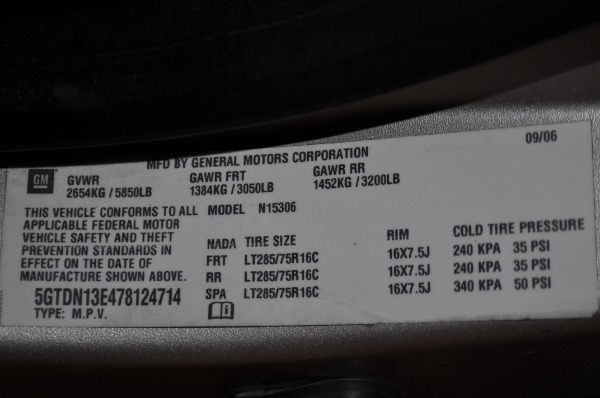 MFD BY GENERAL MOTORS CORPORATION 09/06
GM GVWR GAWR FRT GAWR RR
2654KG / 5850LB 1384KG / 3050LB 1452KG / 3200LB
THIS VEHICLE CONFORMS TO ALL
APPLICABLE FEDERAL MOTOR
VEHICLE SAFETY AND THEFT
PREVENTION STANDARDS IN
EFFECT ON THE DATE OF
MANUFACTURE SHOWN ABOVE.
5GTDN13E478124714
TYPE: M.P.V.
MODEL N15306
NADA TIRE SIZE RIM COLD TIRE PRESSURE
FRT LT285/75R16C 16X7.5J 240 KPA 35 PSI
RR LT285/75R16C 16X7.5J 240 KPA 35 PSI
SPA LT285/75R16C 16X7.5J 340 KPA 50 PSI